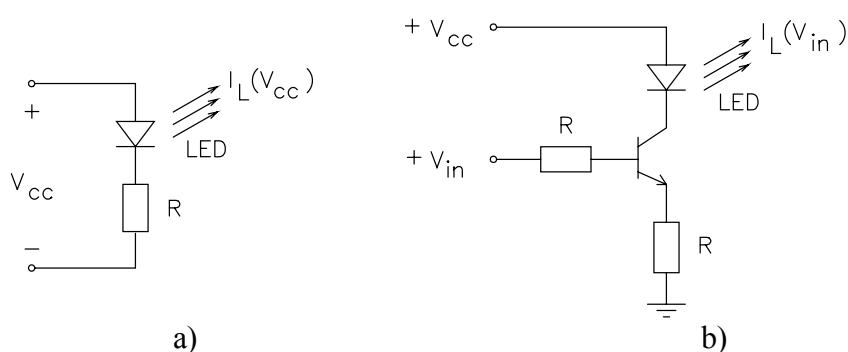 +
V_cc
−
LED
I_L(V_cc)
R
a)
+ V_cc
I_L(V_in)
LED
R
+ V_in
R
b)